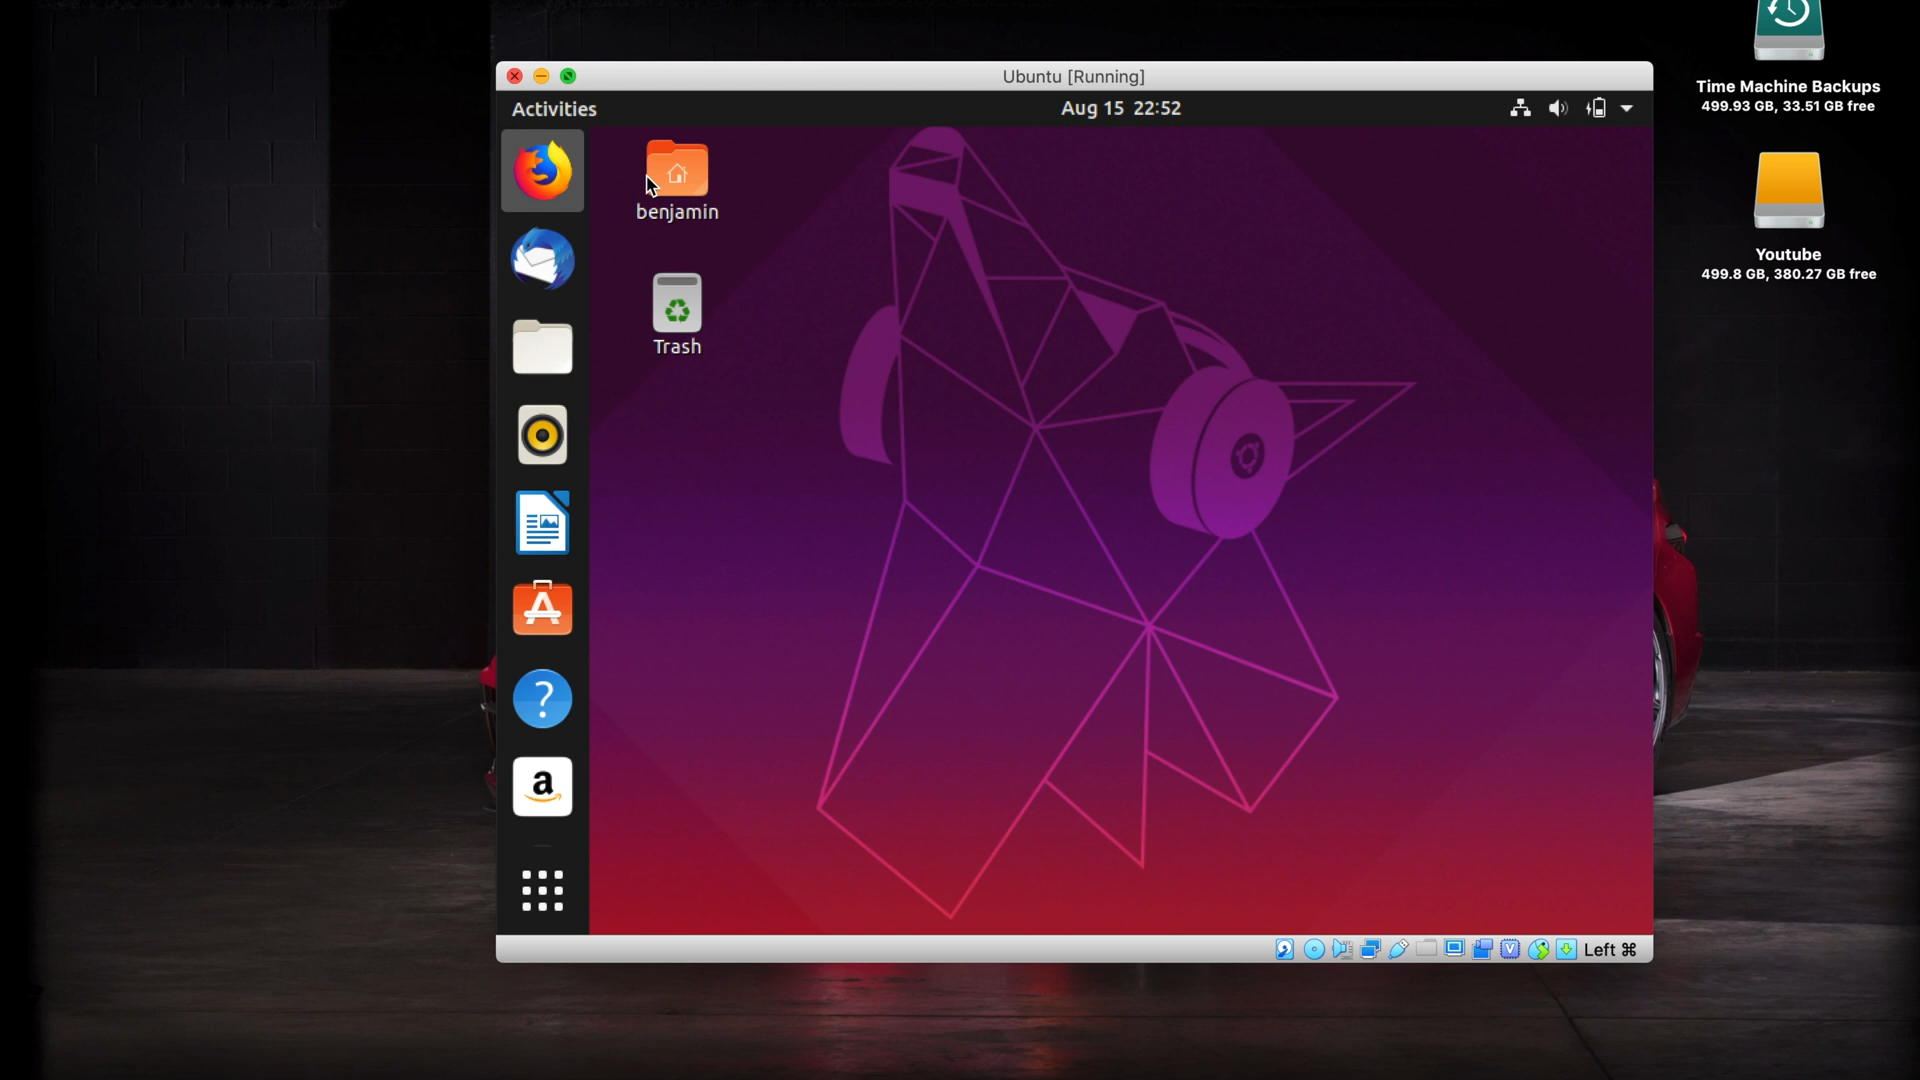 Ubuntu [Running]
Activities
Aug 15 22:52
benjamin
Trash
a
Left ⌘
Time Machine Backups
499.93 GB, 33.51 GB free
Youtube
499.8 GB, 380.27 GB free